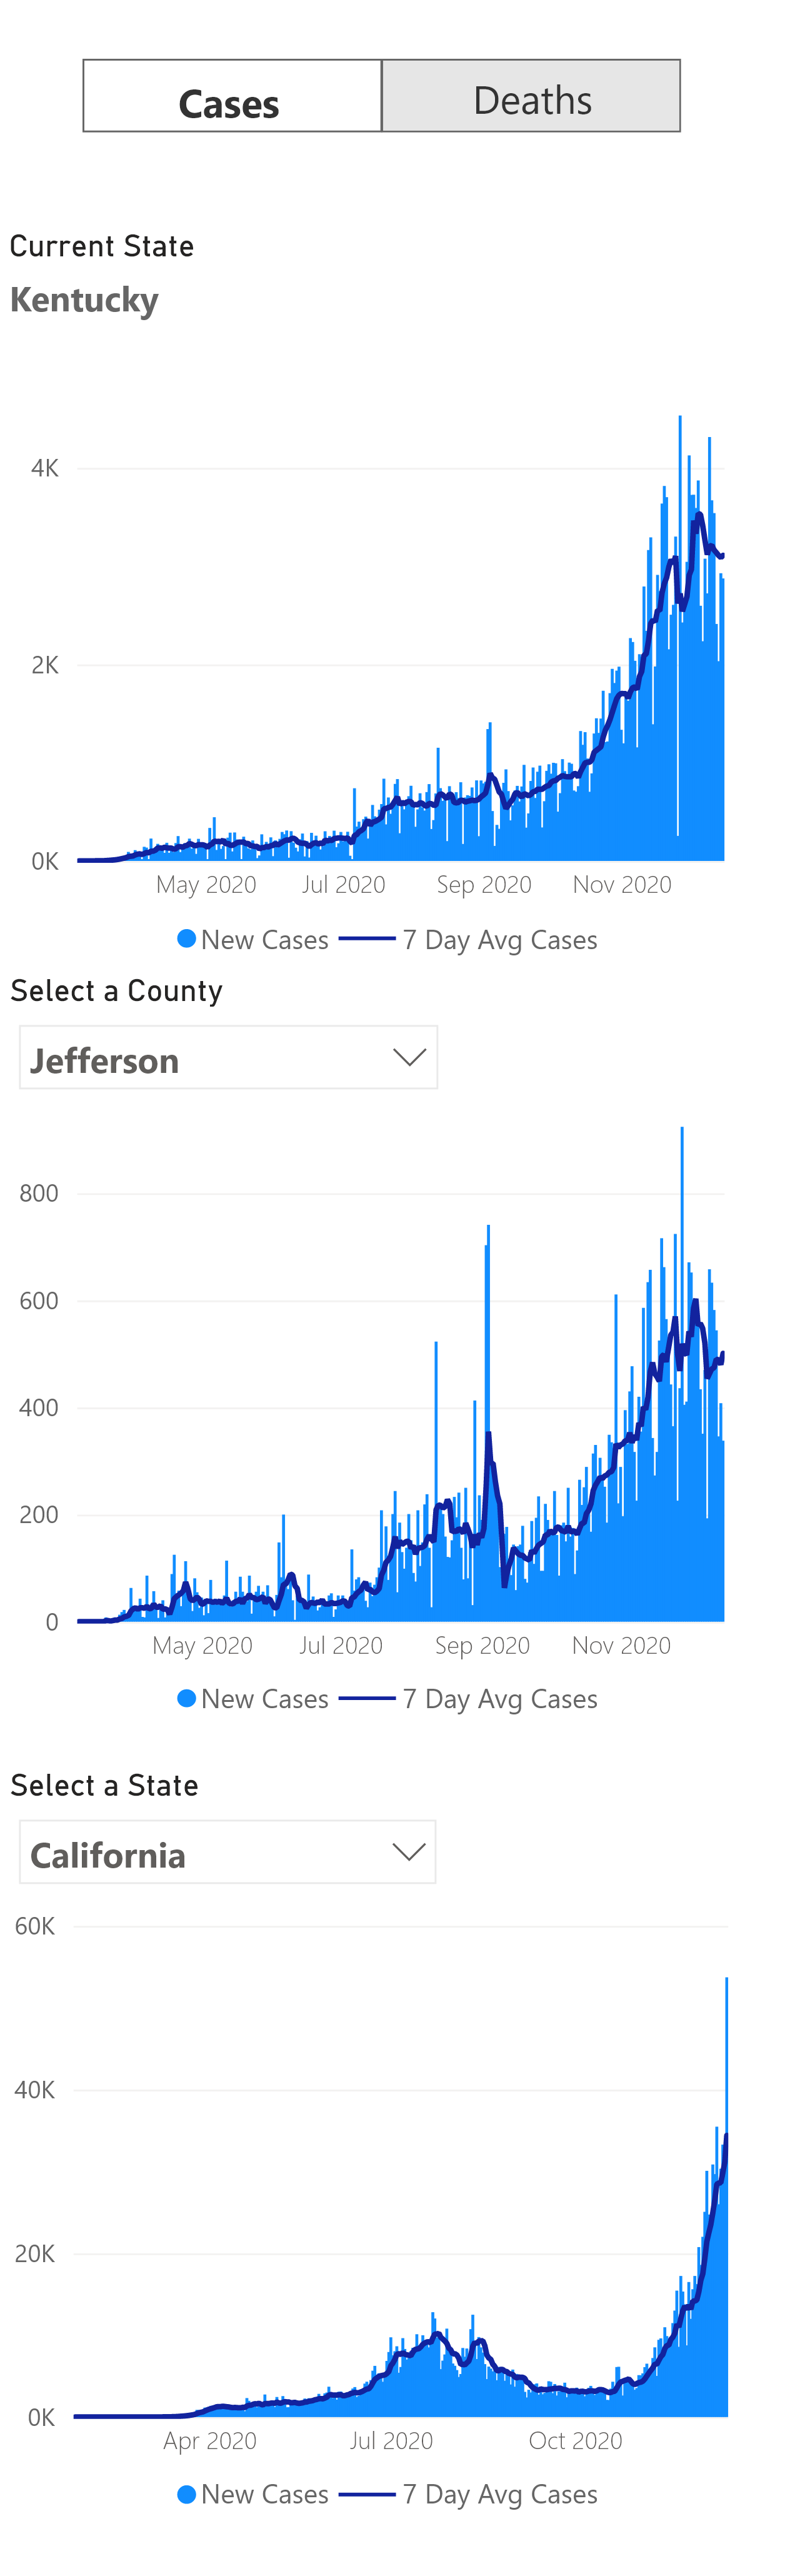 Cases Deaths
Current State
Kentucky
4K
2K
0K
May 2020 Jul 2020 Sep 2020 Nov 2020
New Cases 7 Day Avg Cases
Select a County
Jefferson
800
600
400
200
0
May 2020 Jul 2020 Sep 2020 Nov 2020
New Cases 7 Day Avg Cases
Select a State
California
60K
40K
20K
0K
Apr 2020 Jul 2020 Oct 2020
New Cases 7 Day Avg Cases